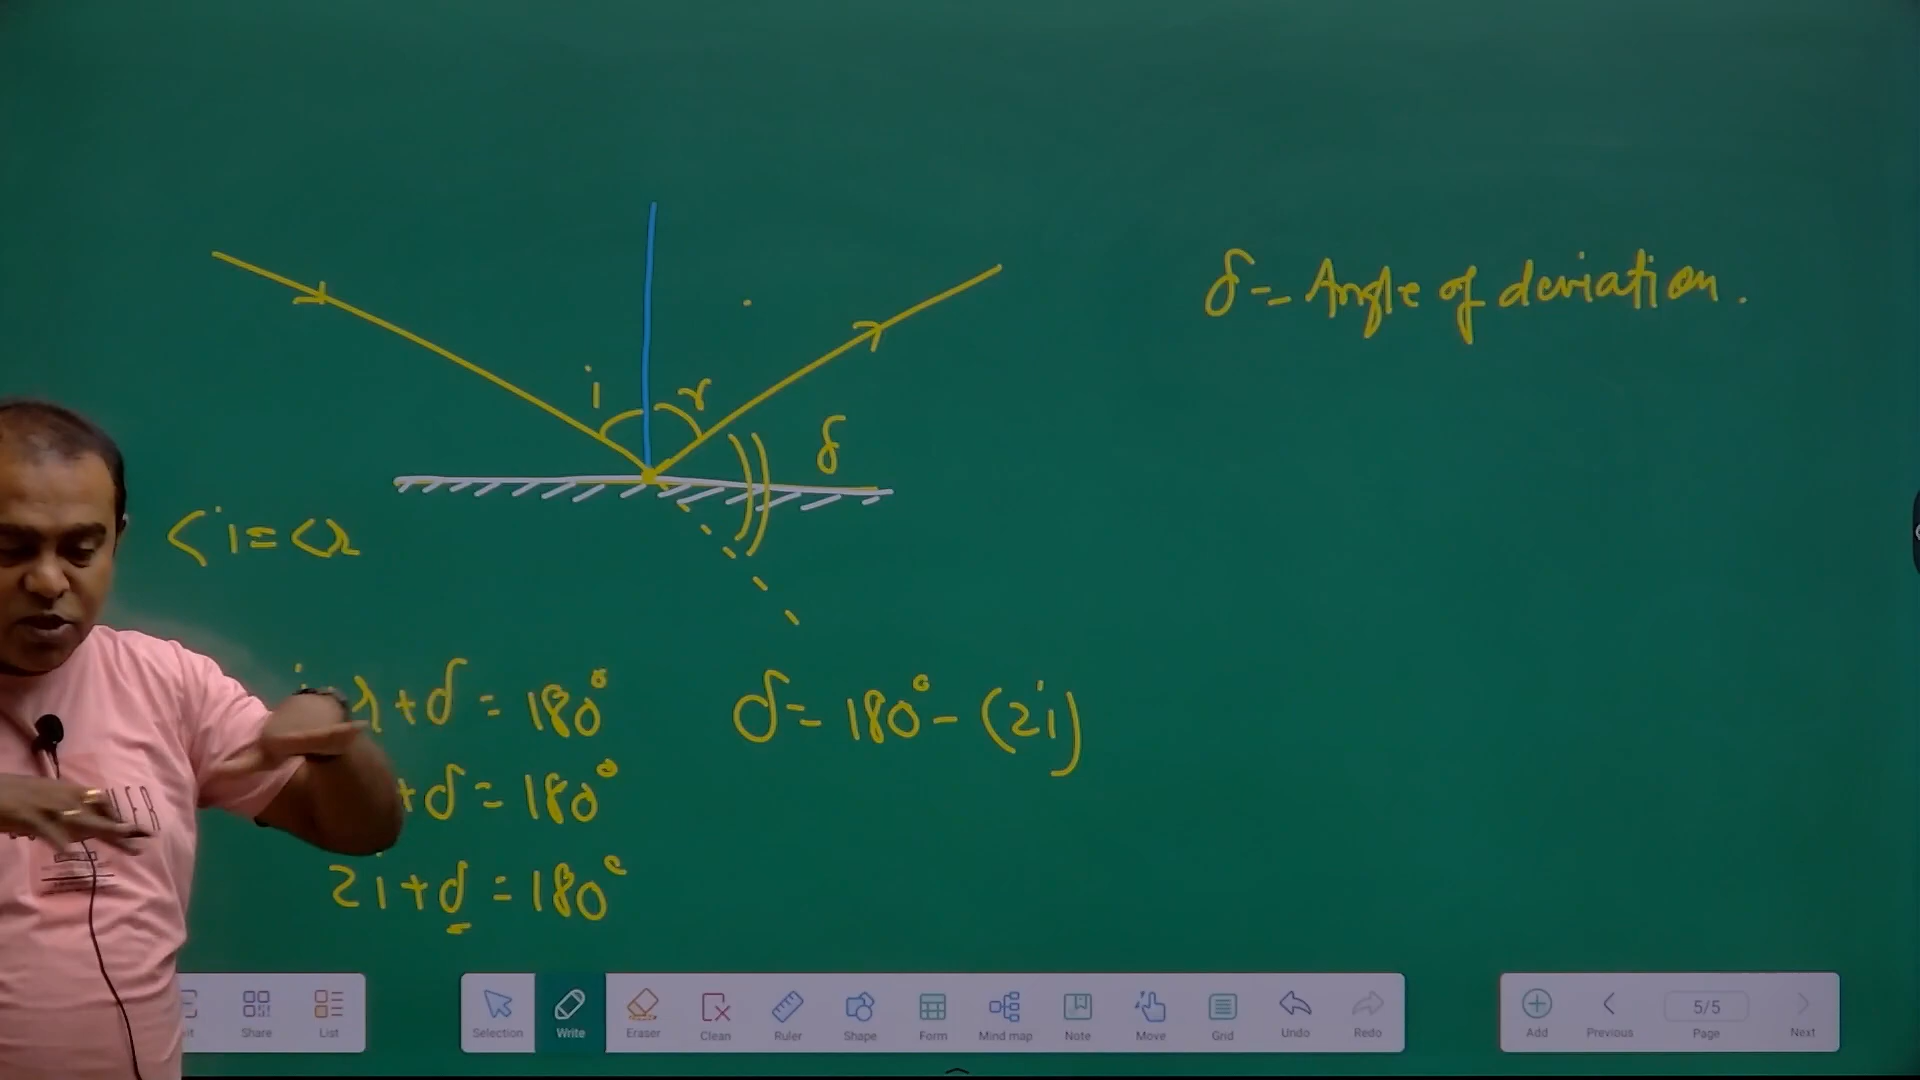 δ = Angle of deviation.
i r
δ
<i = <r
r + δ = 180°
δ = 180° - (2i)
+ δ = 180°
2i + δ = 180°
Share List
Selection Write Eraser Clean Ruler Shape Form Mind map Note Move Grid Undo Redo
Add Previous 5/5 Page Next